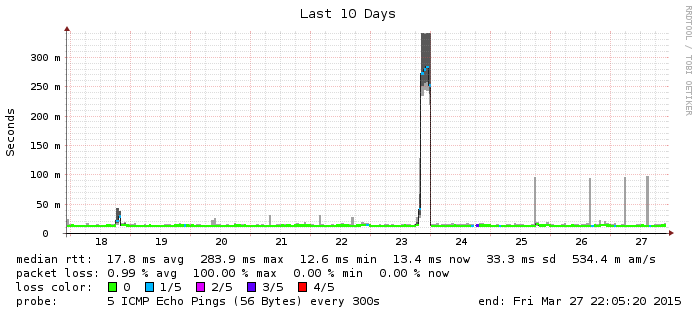 Last 10 Days
RRDTOOL / TOBI OETIKER
Seconds
300 m
250 m
200 m
150 m
100 m
50 m
0
18 19 20 21 22 23 24 25 26 27
median rtt: 17.8 ms avg 283.9 ms max 12.6 ms min 13.4 ms now 33.3 ms sd 534.4 m am/s
packet loss: 0.99 % avg 100.00 % max 0.00 % min 0.00 % now
loss color: 0 1/5 2/5 3/5 4/5
probe: 5 ICMP Echo Pings (56 Bytes) every 300s end: Fri Mar 27 22:05:20 2015